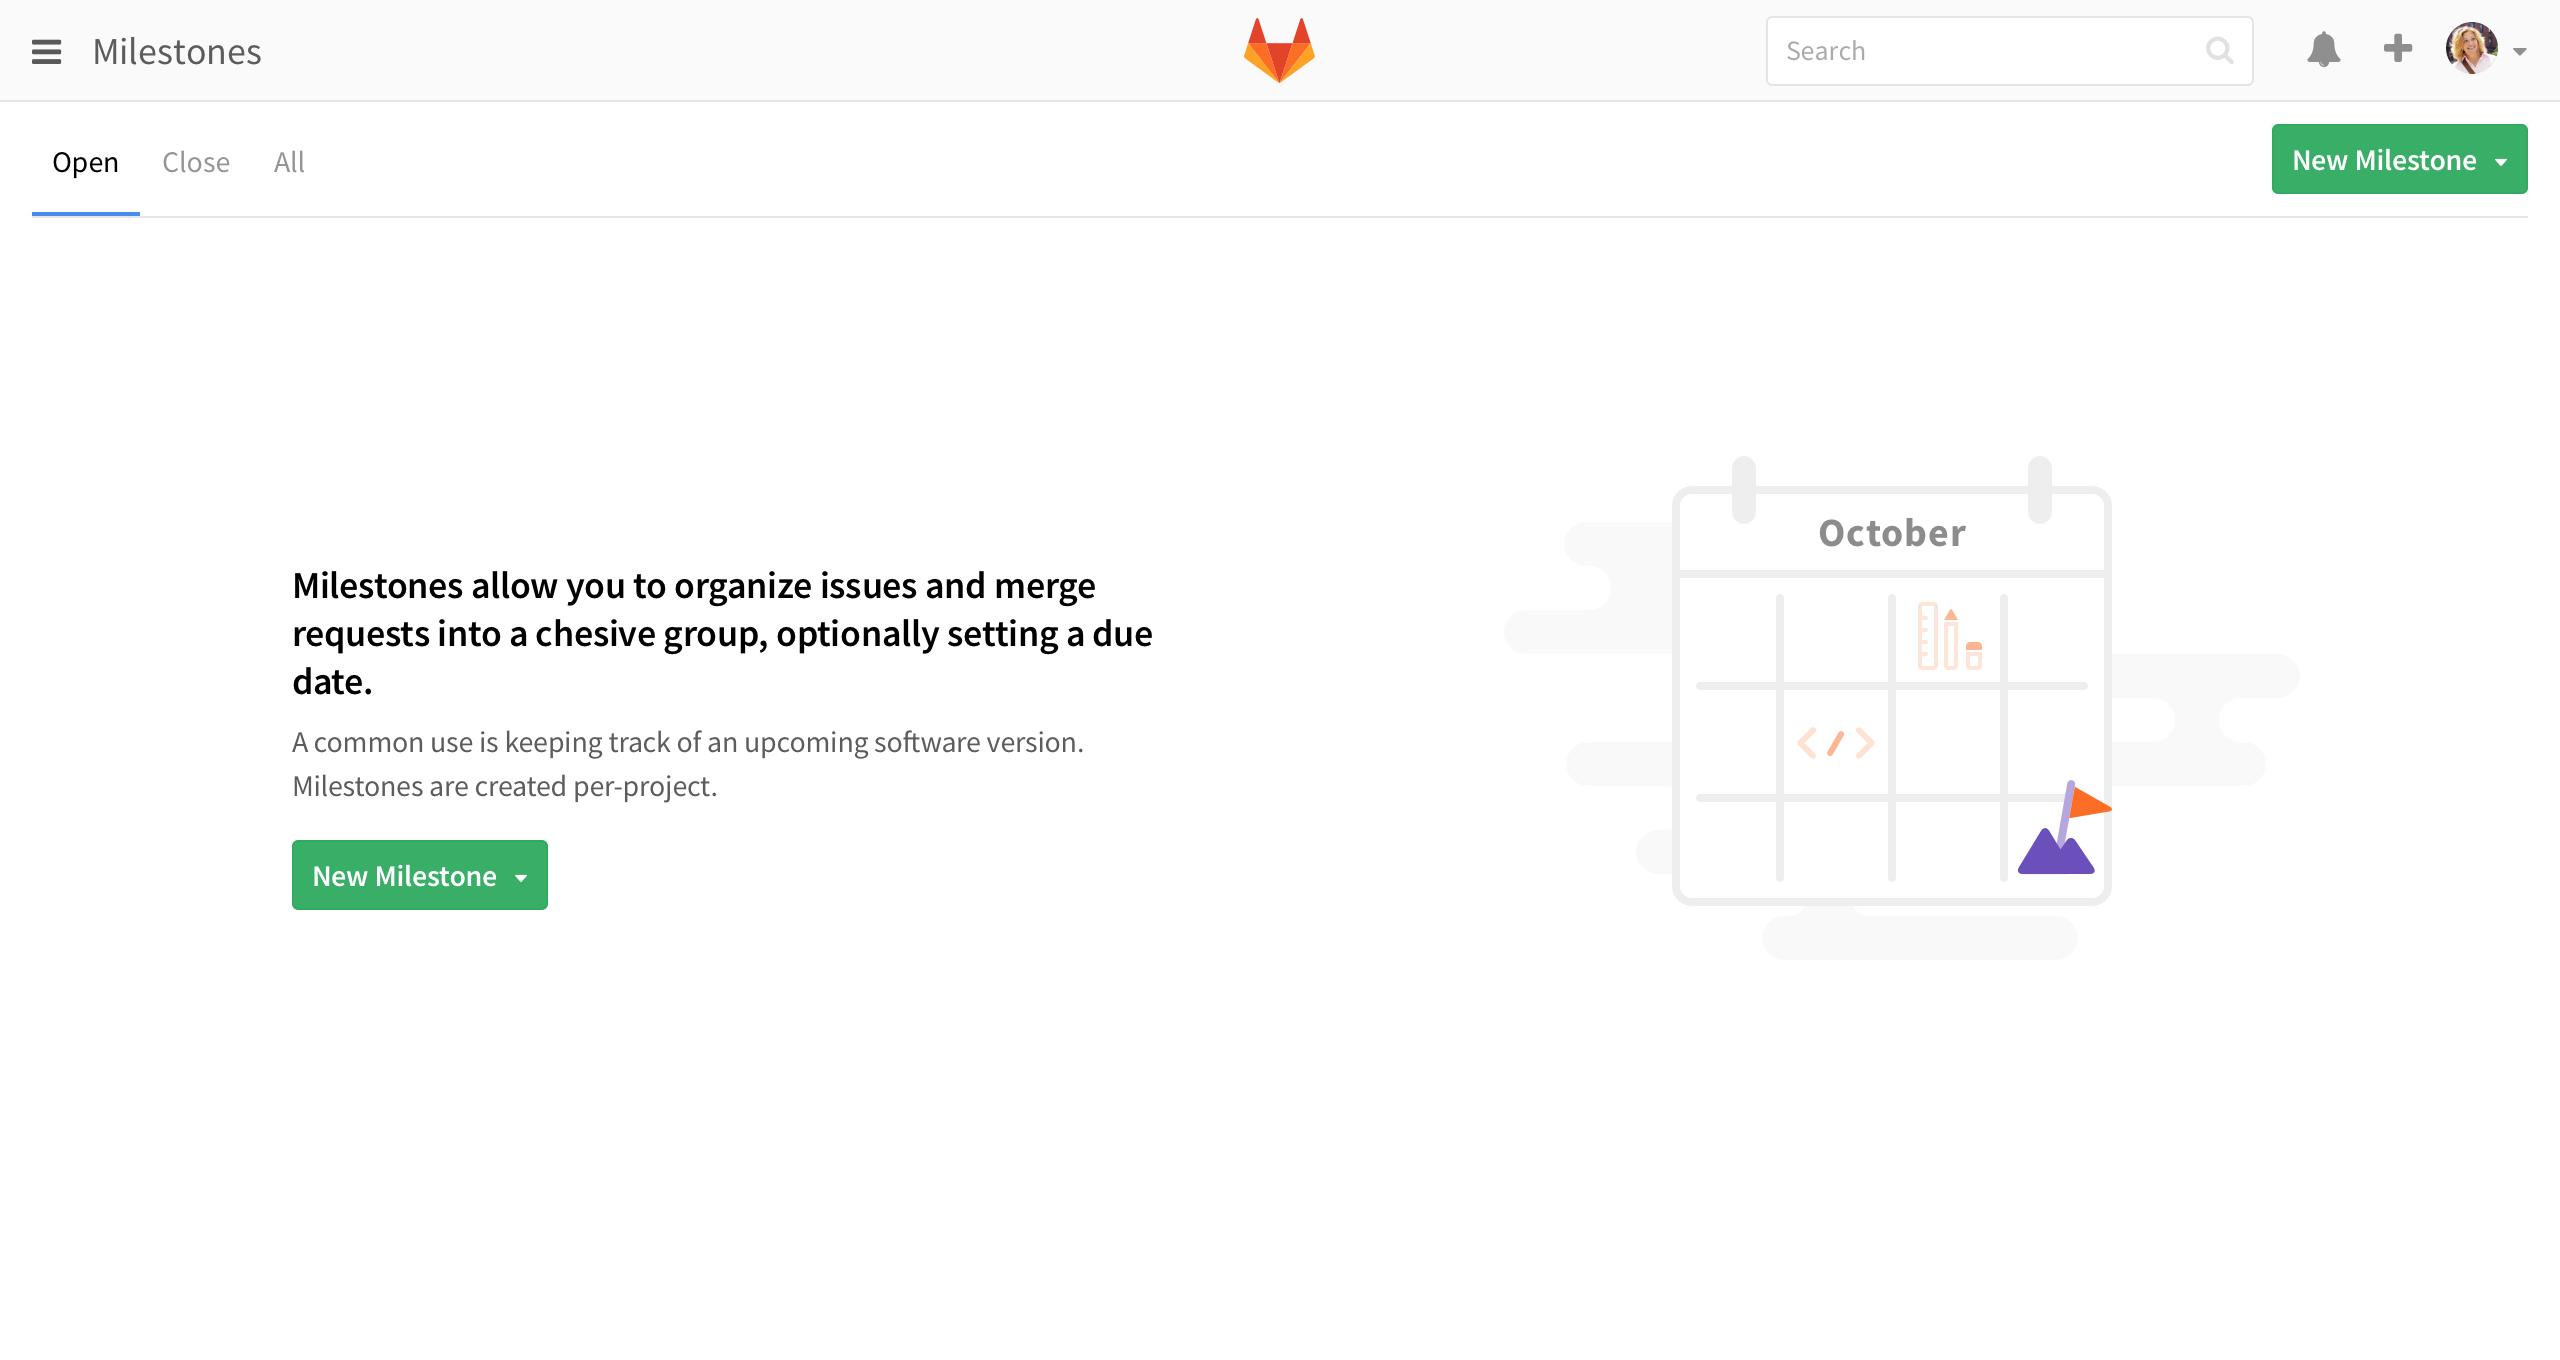 Milestones
Search
Open
Close
All
New Milestone
October
Milestones allow you to organize issues and merge
requests into a chesive group, optionally setting a due
date.
A common use is keeping track of an upcoming software version.
Milestones are created per-project.
New Milestone